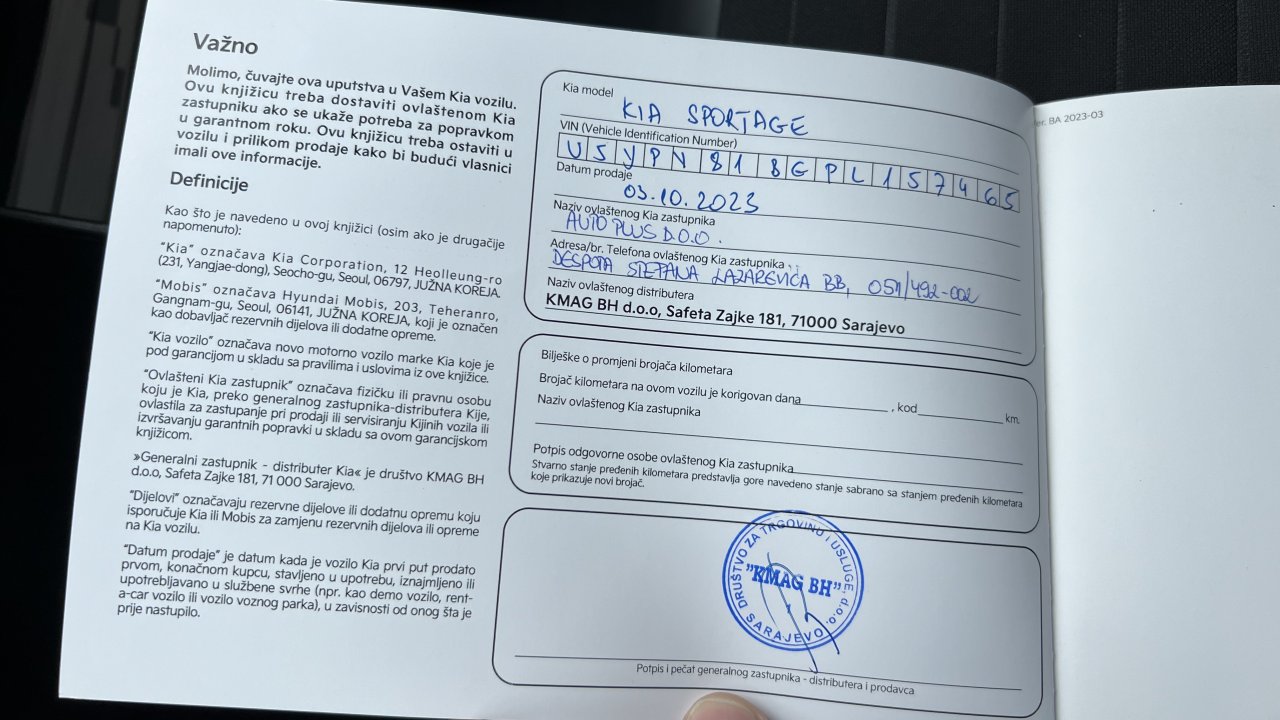 Važno
Molimo, čuvajte ova uputstva u Vašem Kia vozilu.
Ovu knjižicu treba dostaviti ovlaštenom Kia
zastupniku ako se ukaže potreba za popravkom
u garantnom roku. Ovu knjižicu treba ostaviti u
vozilu i prilikom prodaje kako bi budući vlasnici
imali ove informacije.
Definicije
Kao što je navedeno u ovoj knjižici (osim ako je drugačije
napomenuto):
“Kia” označava Kia Corporation, 12 Heolleung-ro
(231, Yangjae-dong), Seocho-gu, Seoul, 06797, JUŽNA KOREJA.
“Mobis” označava Hyundai Mobis, 203, Teheranro,
Gangnam-gu, Seoul, 06141, JUŽNA KOREJA, koji je označen
kao dobavljač rezervnih dijelova ili dodatne opreme.
“Kia vozilo” označava novo motorno vozilo marke Kia koje je
pod garancijom u skladu sa pravilima i uslovima iz ove knjižice.
“Ovlašteni Kia zastupnik” označava fizičku ili pravnu osobu
koju je Kia, preko generalnog zastupnika-distributera Kije,
ovlastila za zastupanje pri prodaji ili servisiranju Kijinih vozila ili
izvršavanju garantnih popravki u skladu sa ovom garancijskom
knjižicom.
»Generalni zastupnik - distributer Kia« je društvo KMAG BH
d.o.o, Safeta Zajke 181, 71 000 Sarajevo.
“Dijelovi” označavaju rezervne dijelove ili dodatnu opremu koju
isporučuje Kia ili Mobis za zamjenu rezervnih dijelova ili opreme
na Kia vozilu.
“Datum prodaje” je datum kada je vozilo Kia prvi put prodato
prvom, konačnom kupcu, stavljeno u upotrebu, iznajmljeno ili
upotrebljavano u službene svrhe (npr. kao demo vozilo, rent-
a-car vozilo ili vozilo voznog parka), u zavisnosti od onog šta je
prije nastupilo.
Kia model
KIA SPORTAGE
VIN (Vehicle Identification Number)
U5YPN81BGPL157465
Datum prodaje
03.10.2023
Naziv ovlaštenog Kia zastupnika
AUTO PLUS D.O.O.
Adresa/br. Telefona ovlaštenog Kia zastupnika
DESPOTA STEFANA LAZAREVIĆA BB, 051/492-002
Naziv ovlaštenog distributera
KMAG BH d.o.o, Safeta Zajke 181, 71000 Sarajevo
Bilješke o promjeni brojača kilometara
Brojač kilometara na ovom vozilu je korigovan dana , kod km.
Naziv ovlaštenog Kia zastupnika
Potpis odgovorne osobe ovlaštenog Kia zastupnika
Stvarno stanje pređenih kilometara predstavlja gore navedeno stanje sabrano sa stanjem pređenih kilometara
koje prikazuje novi brojač.
DRUŠTVO ZA TRGOVINU I USLUGE d.o.o.
"KMAG BH"
SARAJEVO
Potpis i pečat generalnog zastupnika - distributera i prodavca
er. BA 2023-03